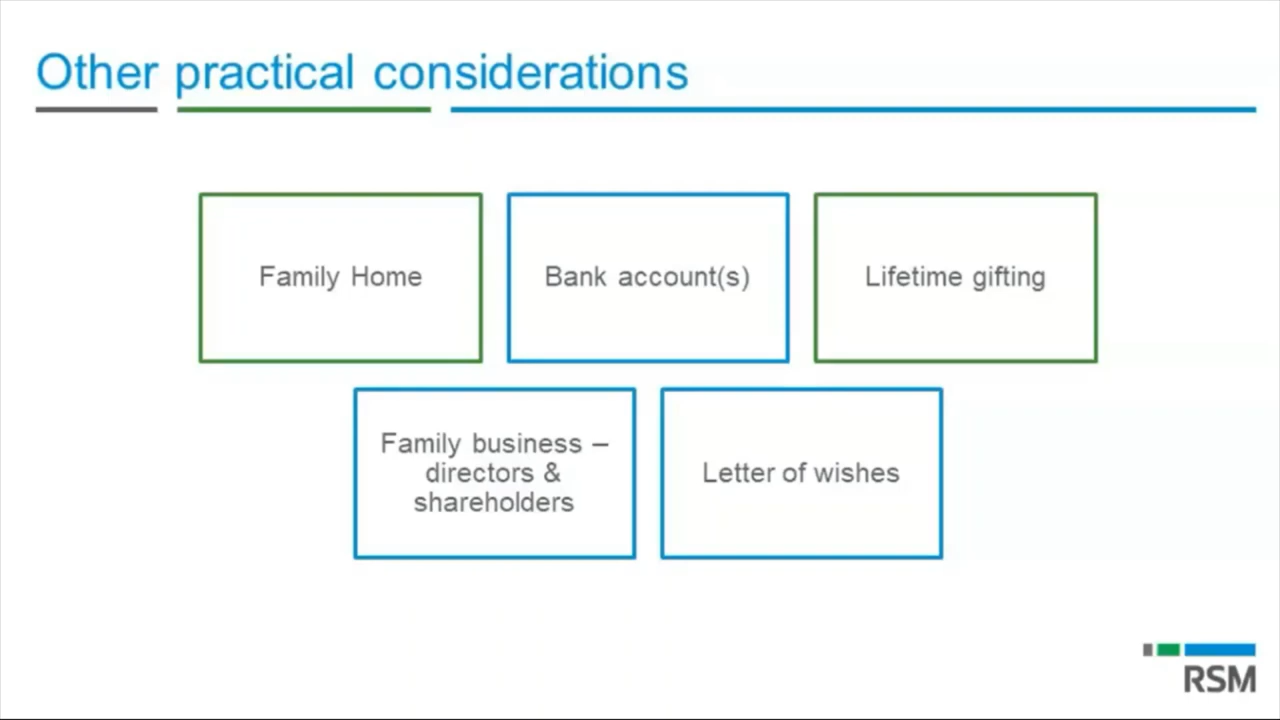 Other practical considerations
Family Home
Bank account(s)
Lifetime gifting
Family business –
directors &
shareholders
Letter of wishes
RSM